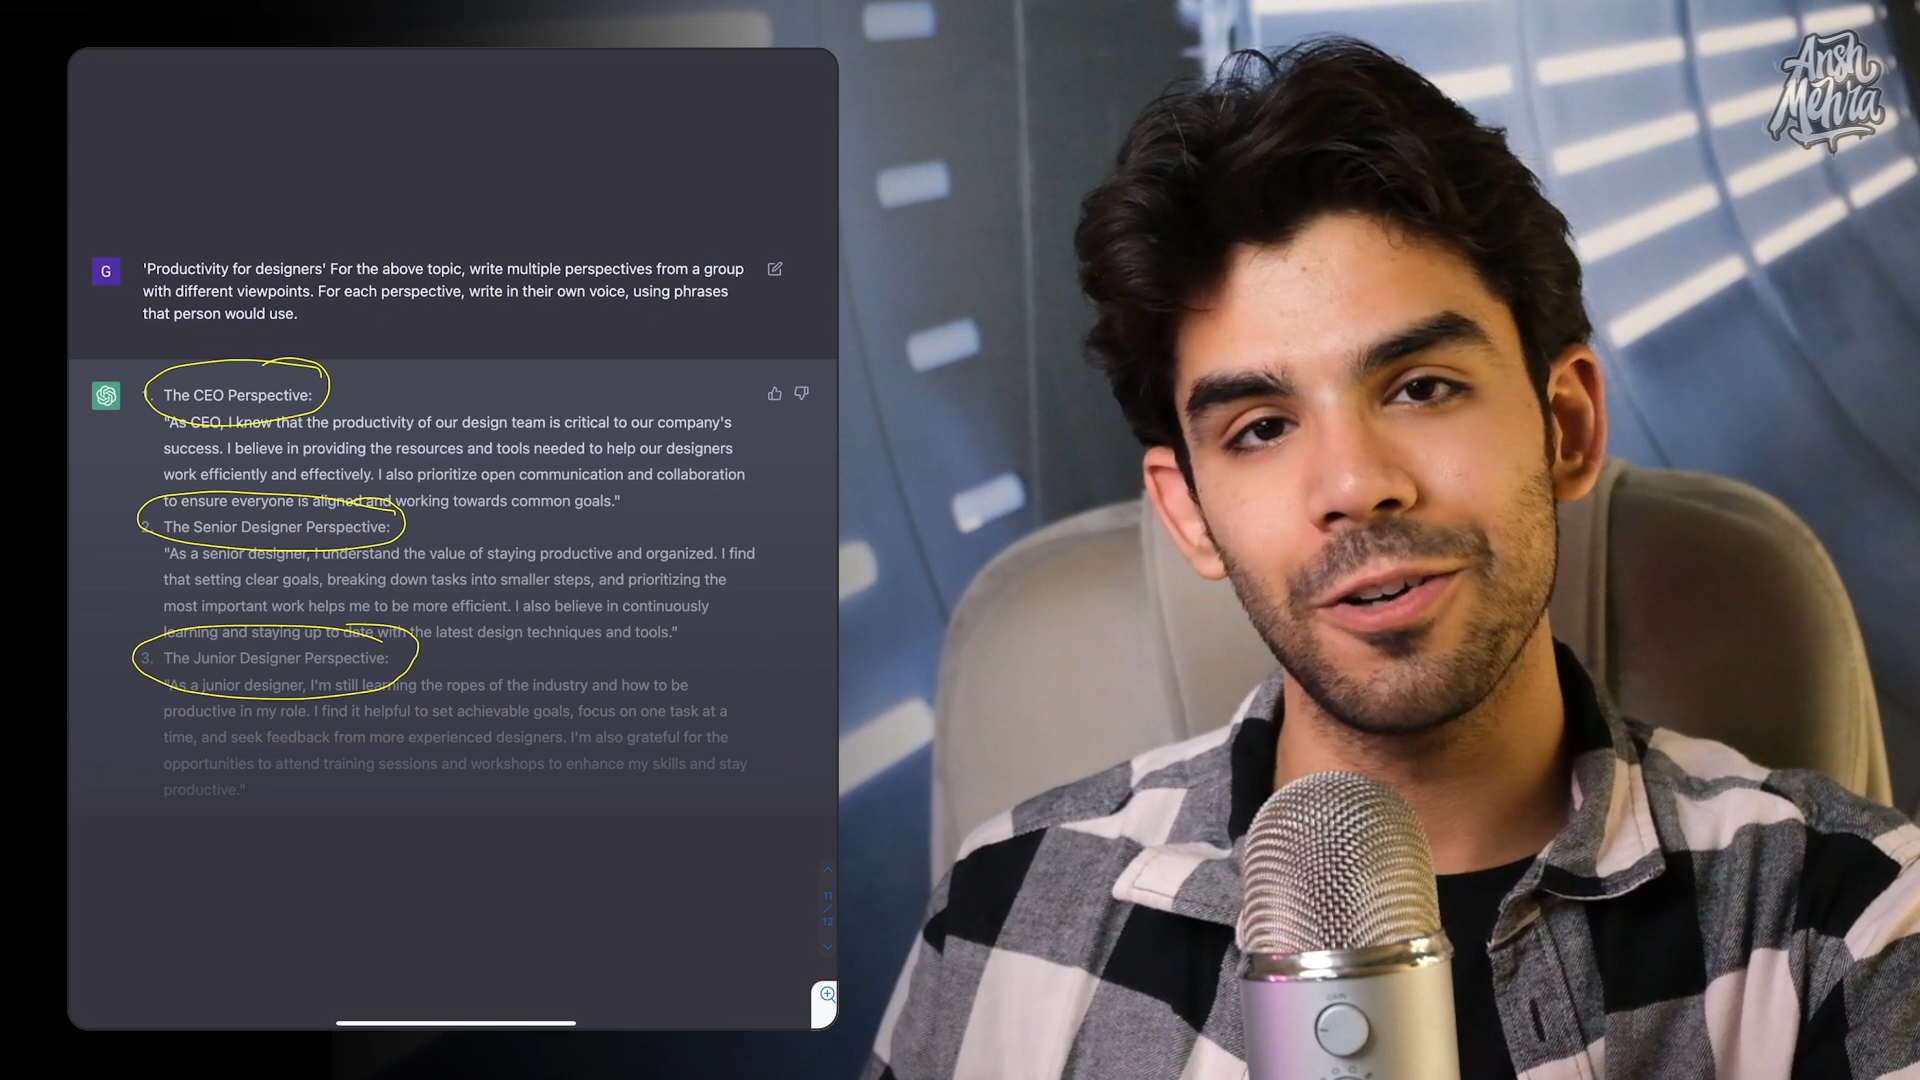 Ansh
Mehra
G
'Productivity for designers' For the above topic, write multiple perspectives from a group
with different viewpoints. For each perspective, write in their own voice, using phrases
that person would use.
1. The CEO Perspective:
"As CEO, I know that the productivity of our design team is critical to our company's
success. I believe in providing the resources and tools needed to help our designers
work efficiently and effectively. I also prioritize open communication and collaboration
to ensure everyone is aligned and working towards common goals."
2. The Senior Designer Perspective:
"As a senior designer, I understand the value of staying productive and organized. I find
that setting clear goals, breaking down tasks into smaller steps, and prioritizing the
most important work helps me to be more efficient. I also believe in continuously
learning and staying up to date with the latest design techniques and tools."
3. The Junior Designer Perspective:
"As a junior designer, I'm still learning the ropes of the industry and how to be
productive in my role. I find it helpful to set achievable goals, focus on one task at a
time, and seek feedback from more experienced designers. I'm also grateful for the
opportunities to attend training sessions and workshops to enhance my skills and stay
productive."
11
/
12
GAIN